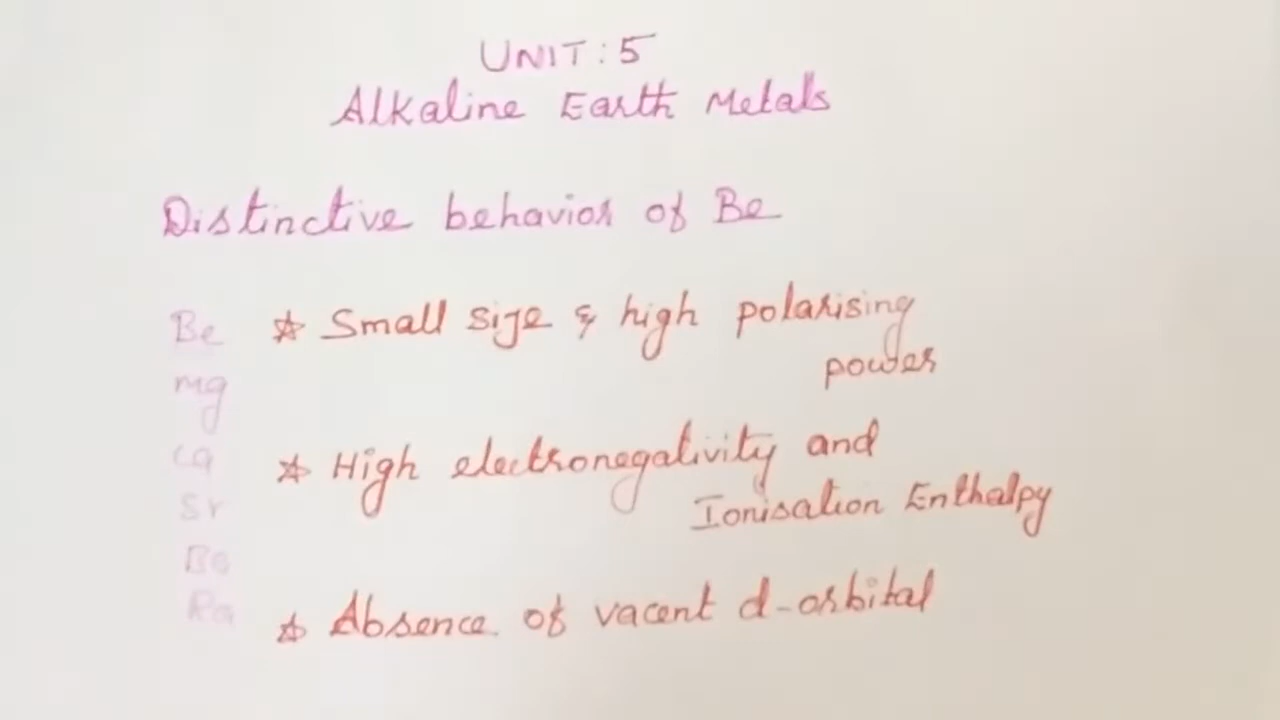 UNIT: 5
Alkaline Earth Metals
Distinctive behavior of Be
Be ☆ Small size & high polarising
power
Mg
Ca ☆ High electronegativity and
Sr Ionisation Enthalpy
Ba
Ra ☆ Absence of vacent d-orbital